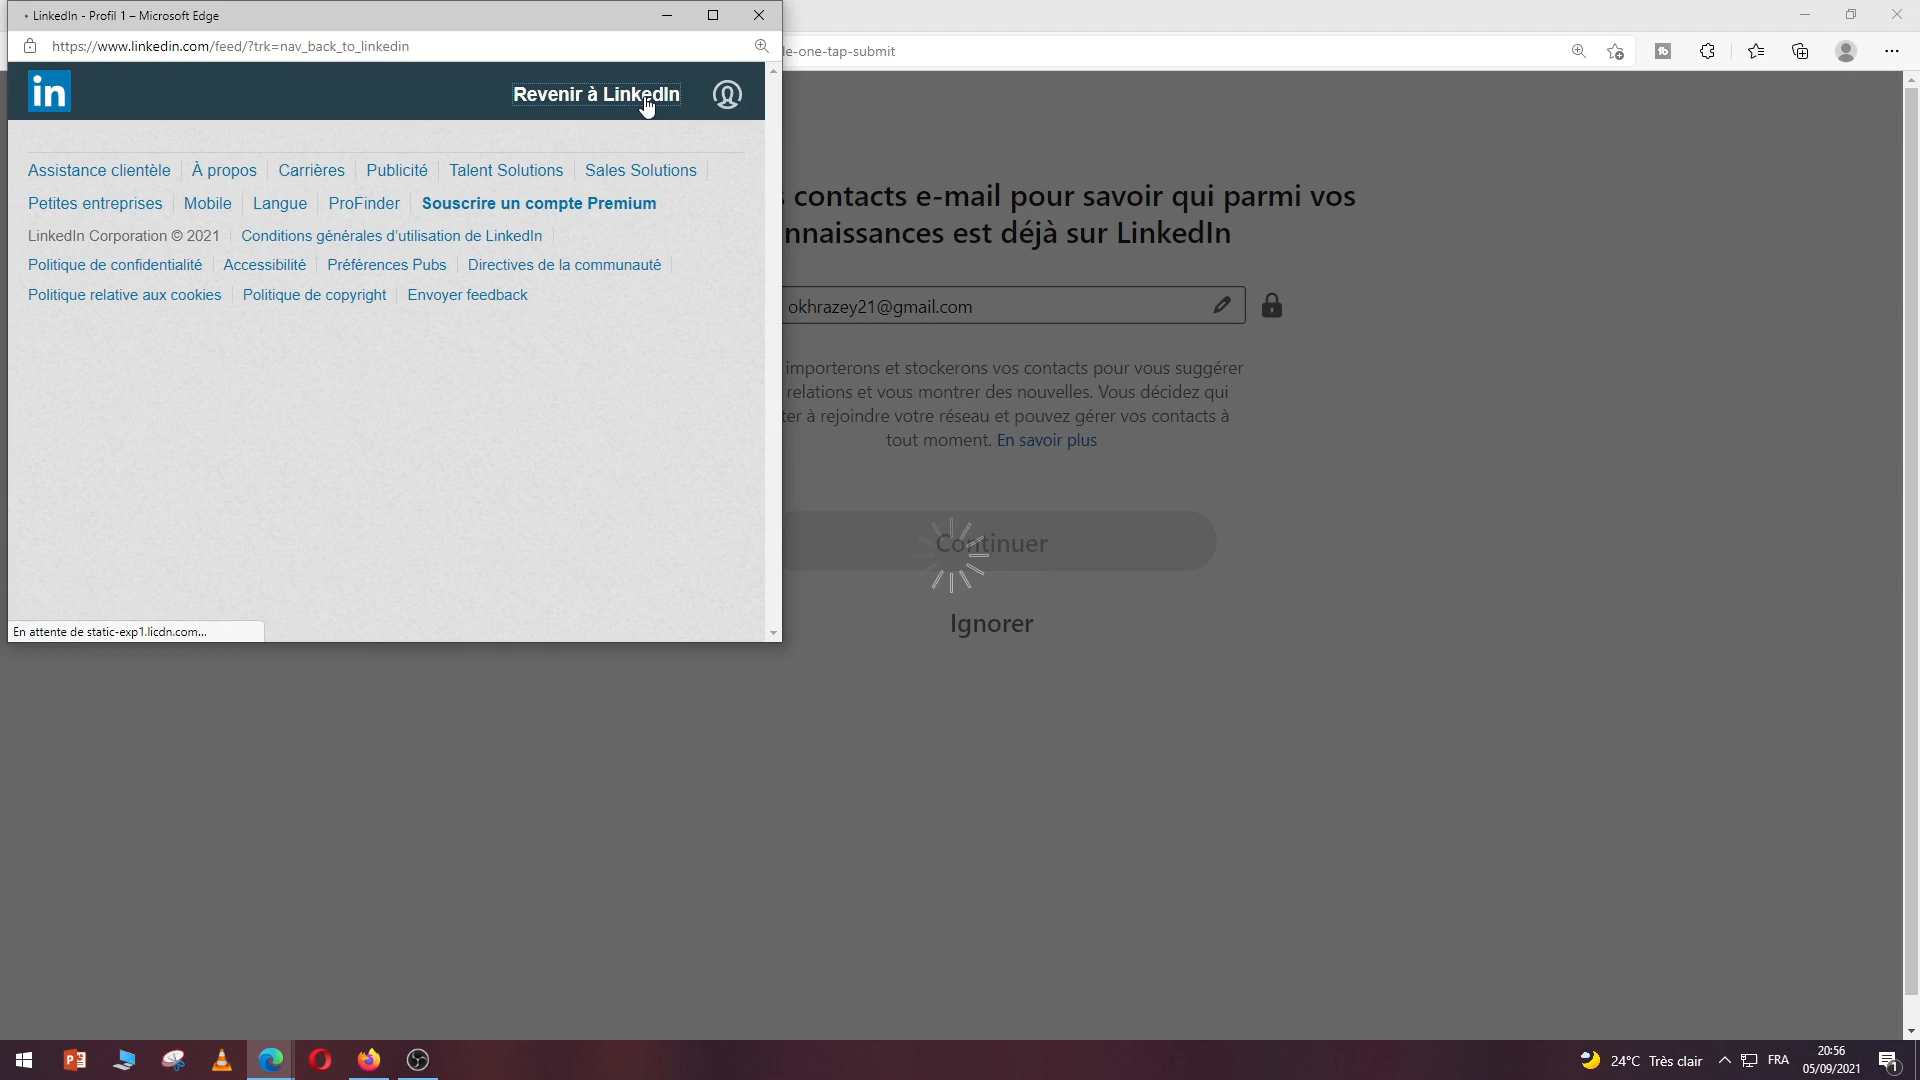 LinkedIn - Profil 1 – Microsoft Edge
https://www.linkedin.com/feed/?trk=nav_back_to_linkedin
le-one-tap-submit
in
Revenir à LinkedIn
Assistance clientèle À propos Carrières Publicité Talent Solutions Sales Solutions
Petites entreprises Mobile Langue ProFinder Souscrire un compte Premium
LinkedIn Corporation © 2021 Conditions générales d'utilisation de LinkedIn
Politique de confidentialité Accessibilité Préférences Pubs Directives de la communauté
Politique relative aux cookies Politique de copyright Envoyer feedback
En attente de static-exp1.licdn.com...
contacts e-mail pour savoir qui parmi vos
nnaissances est déjà sur LinkedIn
okhrazey21@gmail.com
importerons et stockerons vos contacts pour vous suggérer
relations et vous montrer des nouvelles. Vous décidez qui
ter à rejoindre votre réseau et pouvez gérer vos contacts à
tout moment. En savoir plus
Continuer
Ignorer
24°C Très clair
FRA
20:56
05/09/2021
1